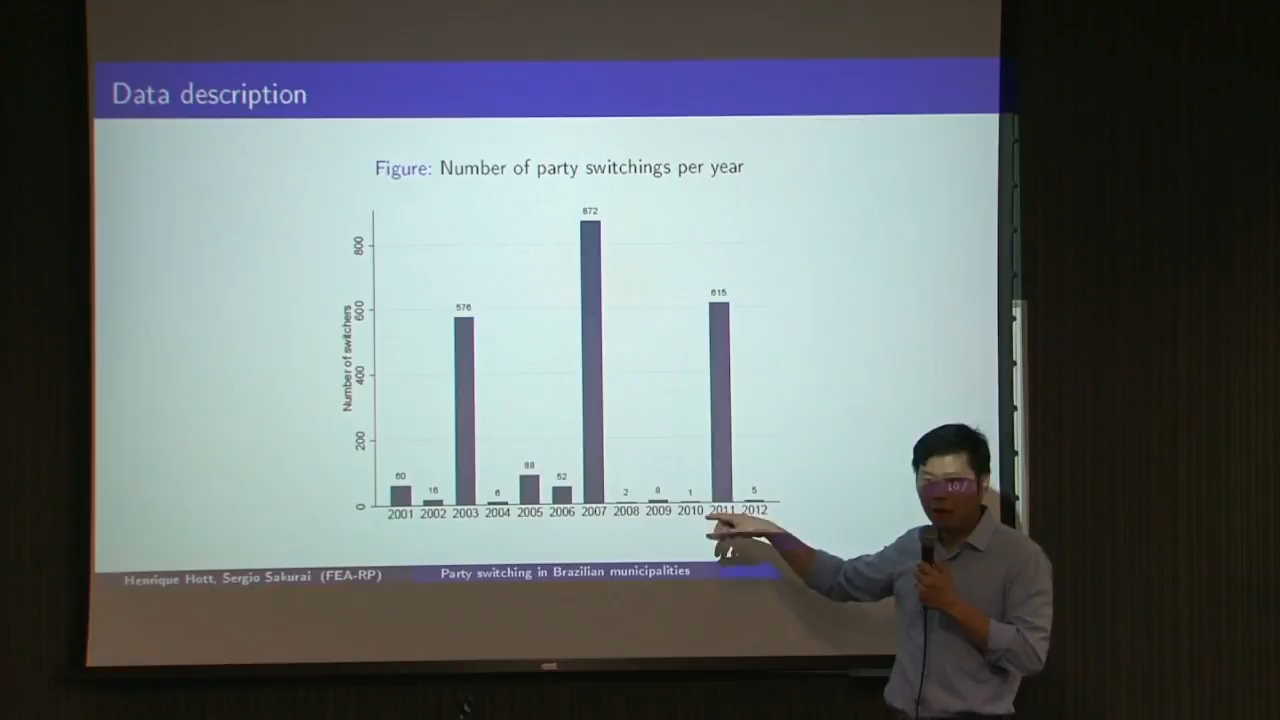 Data description
Figure: Number of party switchings per year
Number of switchers
800
600
400
200
0
60
16
576
6
88
52
872
2
8
1
615
5
2001 2002 2003 2004 2005 2006 2007 2008 2009 2010 2011 2012
Henrique Hott, Sergio Sakurai (FEA-RP)
Party switching in Brazilian municipalities